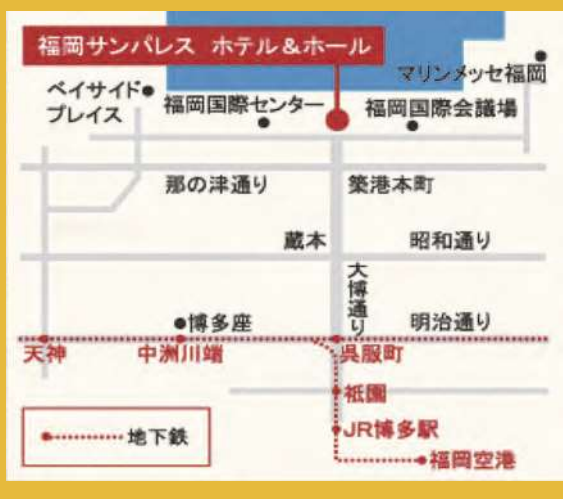 福岡サンパレス ホテル&ホール
マリンメッセ福岡
ベイサイド
プレイス
福岡国際センター
福岡国際会議場
那の津通り
築港本町
蔵本
昭和通り
大博通り
博多座
明治通り
天神
中洲川端
呉服町
祇園
JR博多駅
福岡空港
地下鉄